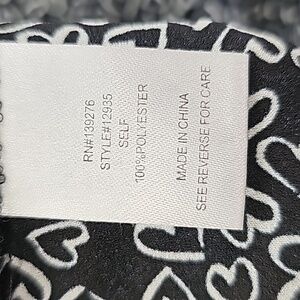 RN#139276
STYLE#12935
SELF
100%POLYESTER
MADE IN CHINA
SEE REVERSE FOR CARE